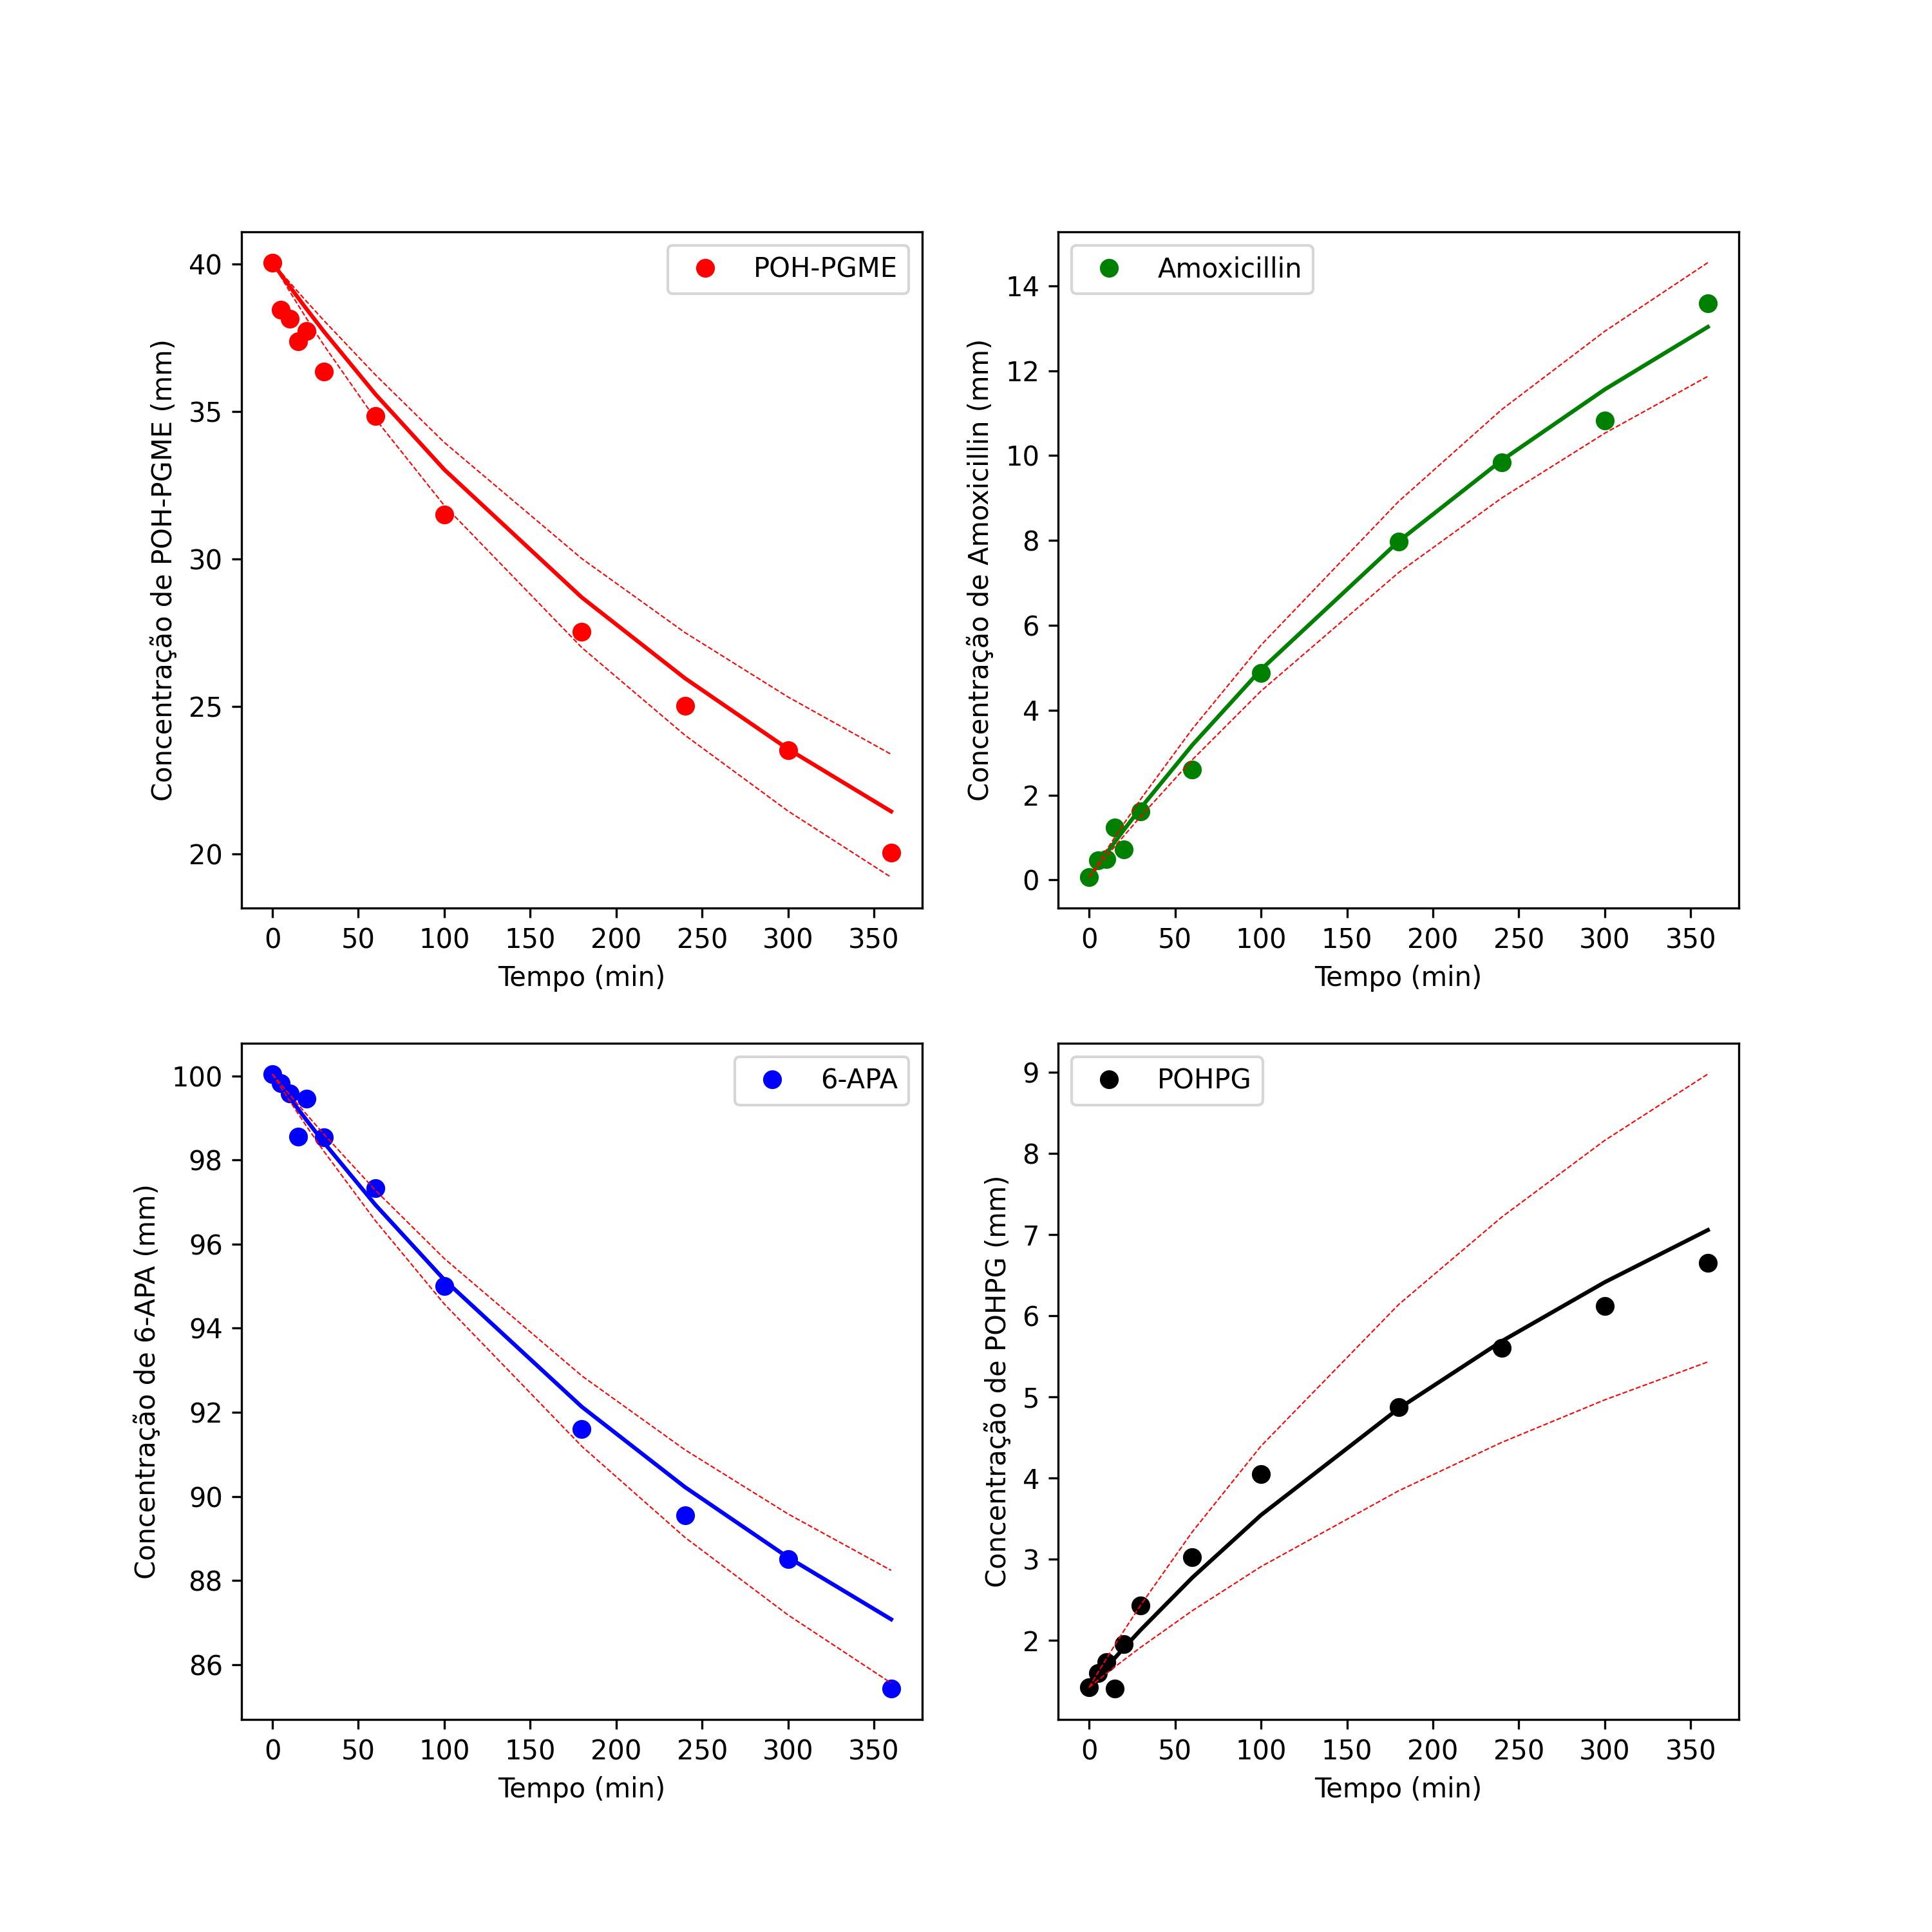 POH-PGME
Concentração de POH-PGME (mm)
40
35
30
25
20
0 50 100 150 200 250 300 350
Tempo (min)
Amoxicillin
Concentração de Amoxicillin (mm)
14
12
10
8
6
4
2
0
0 50 100 150 200 250 300 350
Tempo (min)
6-APA
Concentração de 6-APA (mm)
100
98
96
94
92
90
88
86
0 50 100 150 200 250 300 350
Tempo (min)
POHPG
Concentração de POHPG (mm)
9
8
7
6
5
4
3
2
0 50 100 150 200 250 300 350
Tempo (min)